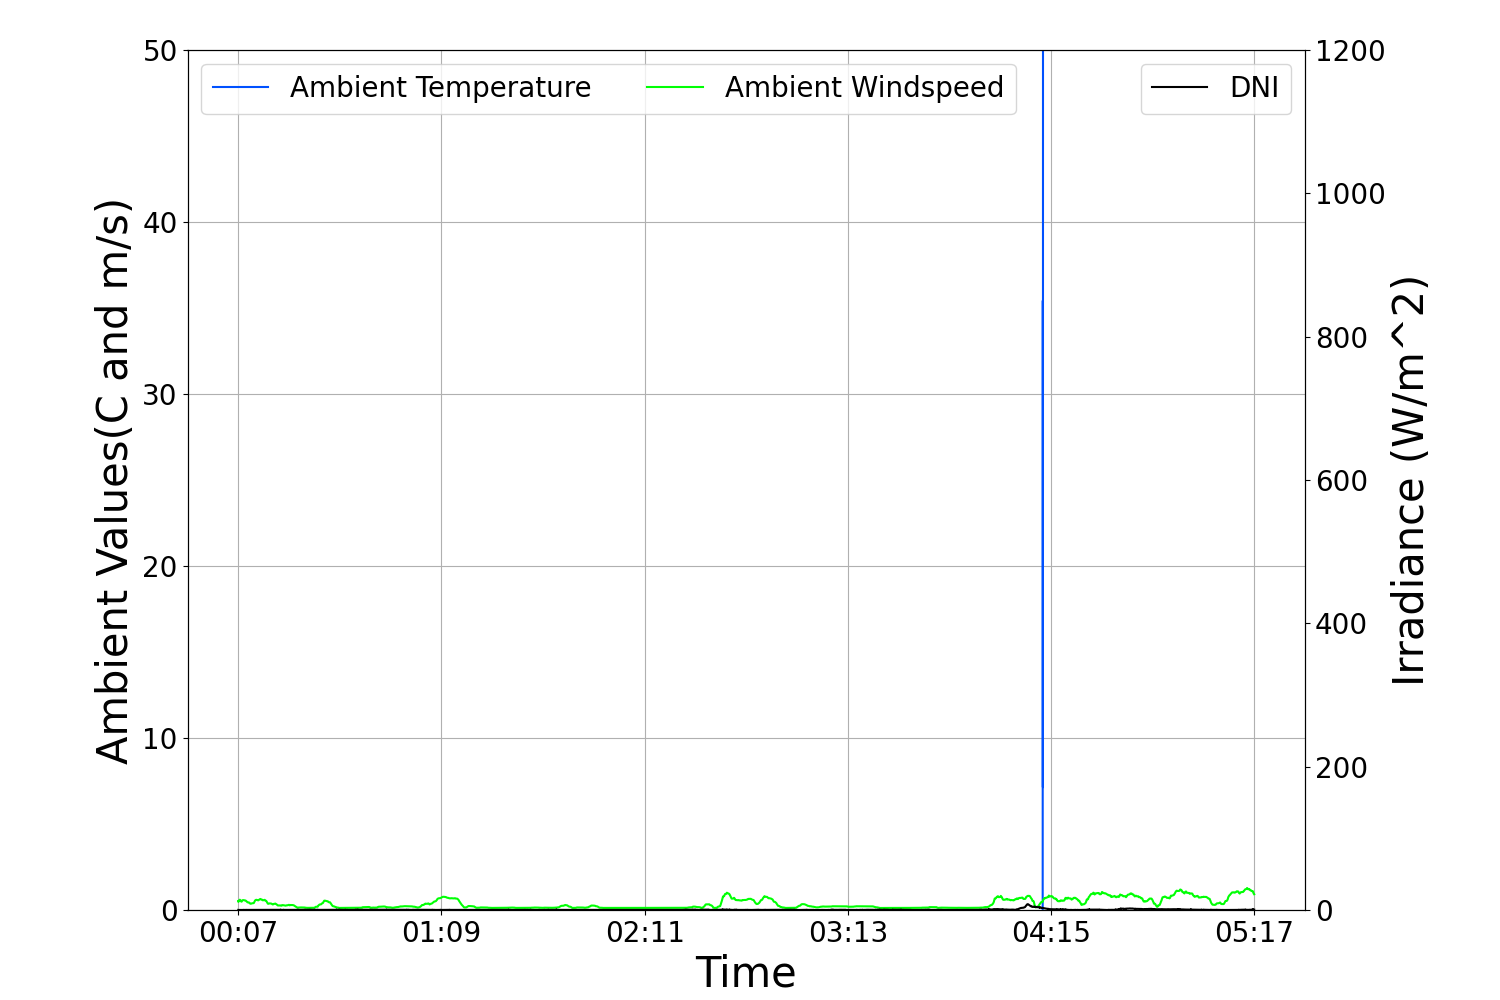 Ambient Temperature Ambient Windspeed DNI
Ambient Values(C and m/s)
50
40
30
20
10
0
1200
1000
800
600
400
200
0
Irradiance (W/m^2)
00:07 01:09 02:11 03:13 04:15 05:17
Time